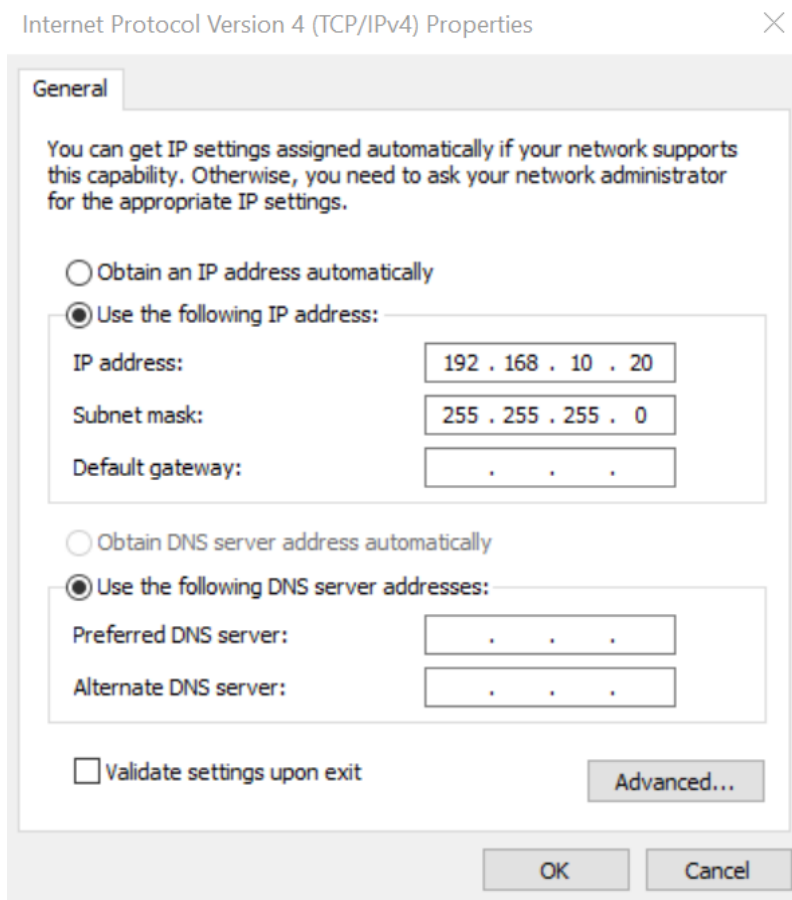 Internet Protocol Version 4 (TCP/IPv4) Properties
General
You can get IP settings assigned automatically if your network supports
this capability. Otherwise, you need to ask your network administrator
for the appropriate IP settings.
Obtain an IP address automatically
Use the following IP address:
IP address: 192 . 168 . 10 . 20
Subnet mask: 255 . 255 . 255 . 0
Default gateway: . . .
Obtain DNS server address automatically
Use the following DNS server addresses:
Preferred DNS server: . . .
Alternate DNS server: . . .
Validate settings upon exit
Advanced...
OK Cancel